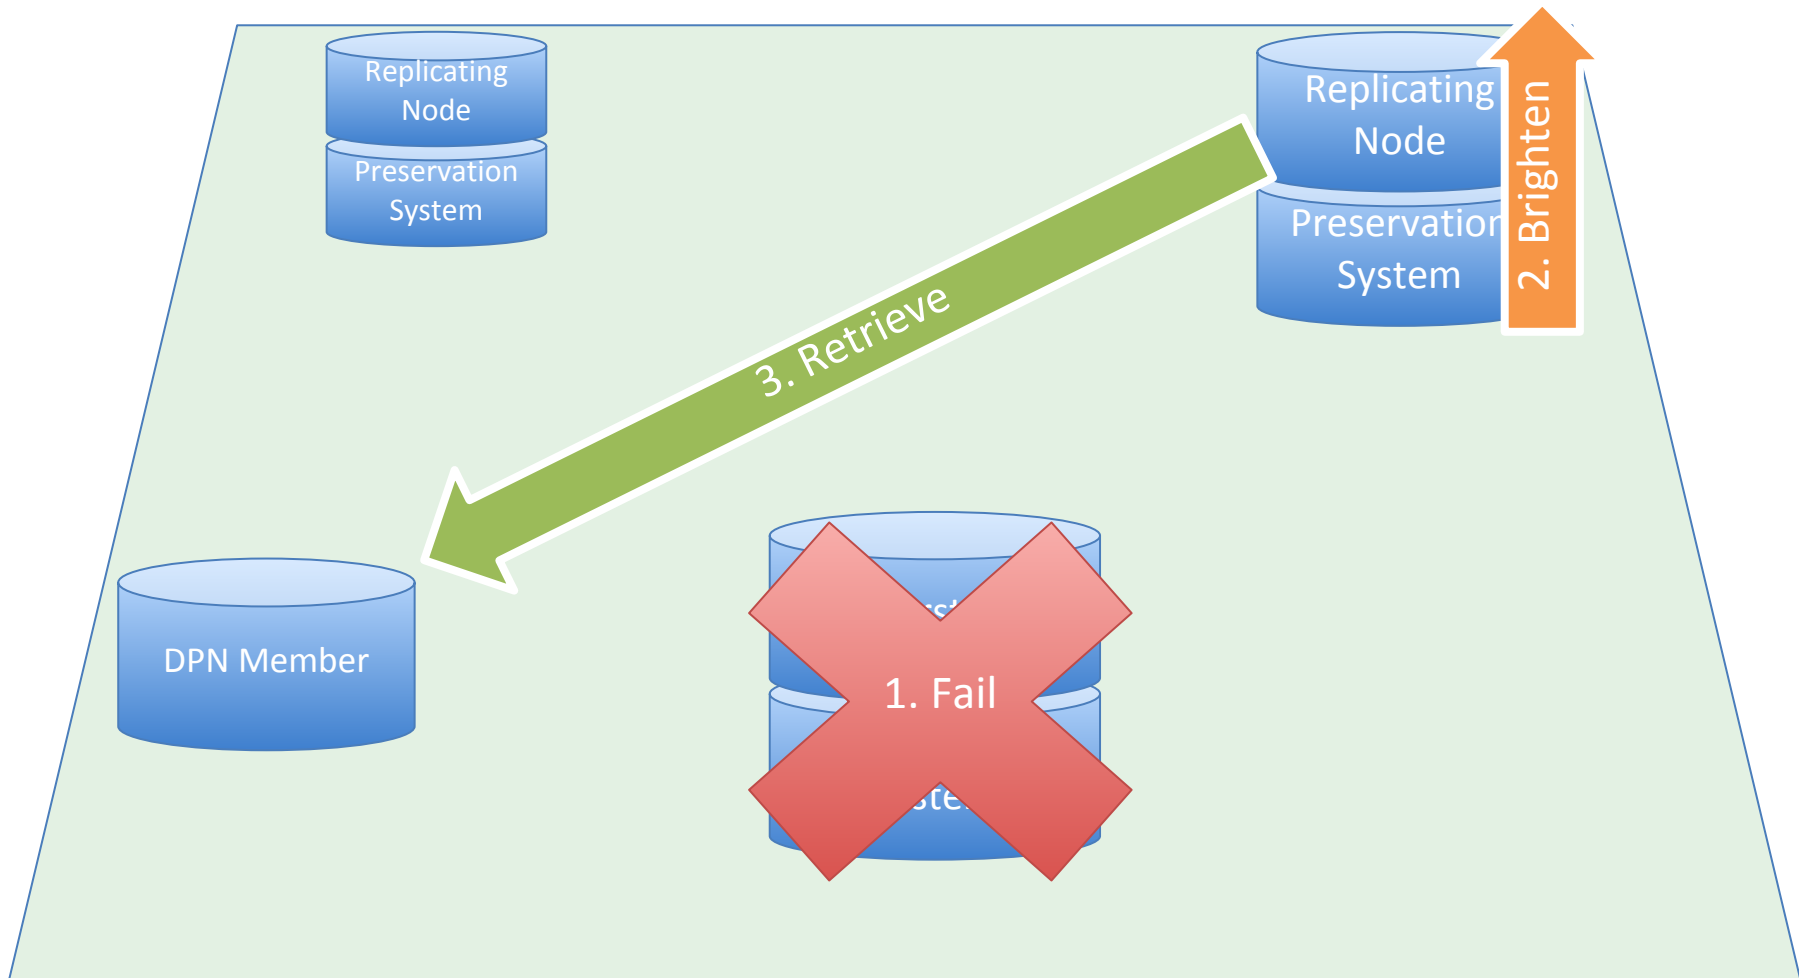 Replicating
Node
Preservation
System
Replicating
Node
Preservation
System
2. Brighten
3. Retrieve
DPN Member
1. Fail